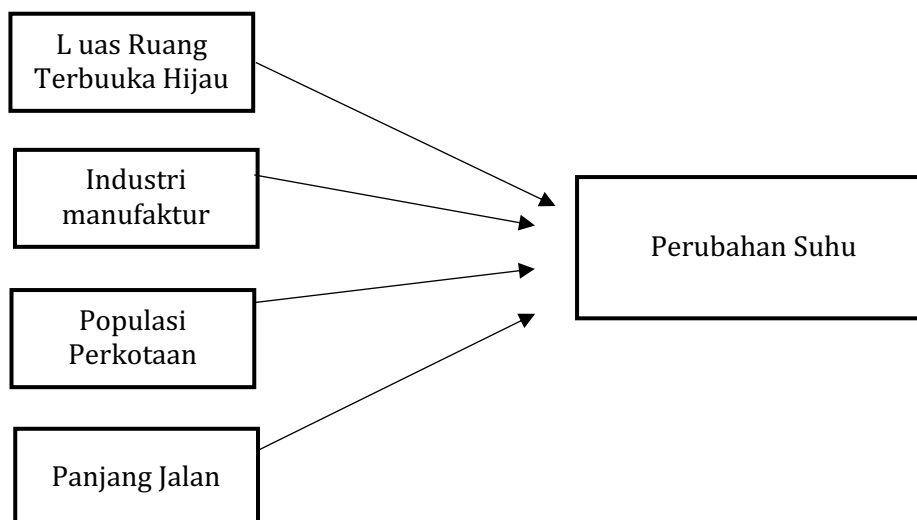 L uas Ruang
Terbuuka Hijau
Industri
manufaktur
Perubahan Suhu
Populasi
Perkotaan
Panjang Jalan